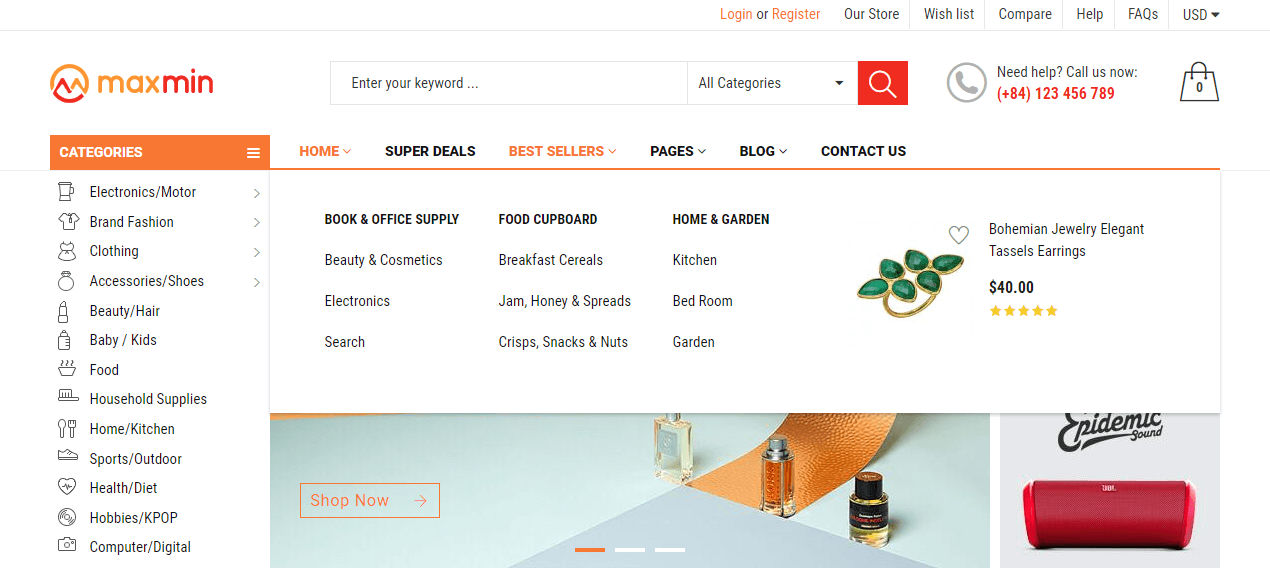 Login or Register Our Store Wish list Compare Help FAQs USD
maxmin
Enter your keyword ...
All Categories
Need help? Call us now:
(+84) 123 456 789
0
CATEGORIES
HOME SUPER DEALS BEST SELLERS PAGES BLOG CONTACT US
Electronics/Motor
Brand Fashion
Clothing
Accessories/Shoes
Beauty/Hair
Baby / Kids
Food
Household Supplies
Home/Kitchen
Sports/Outdoor
Health/Diet
Hobbies/KPOP
Computer/Digital
BOOK & OFFICE SUPPLY
Beauty & Cosmetics
Electronics
Search
FOOD CUPBOARD
Breakfast Cereals
Jam, Honey & Spreads
Crisps, Snacks & Nuts
HOME & GARDEN
Kitchen
Bed Room
Garden
Bohemian Jewelry Elegant
Tassels Earrings
$40.00
Shop Now
Epidemic
Sound
JBL